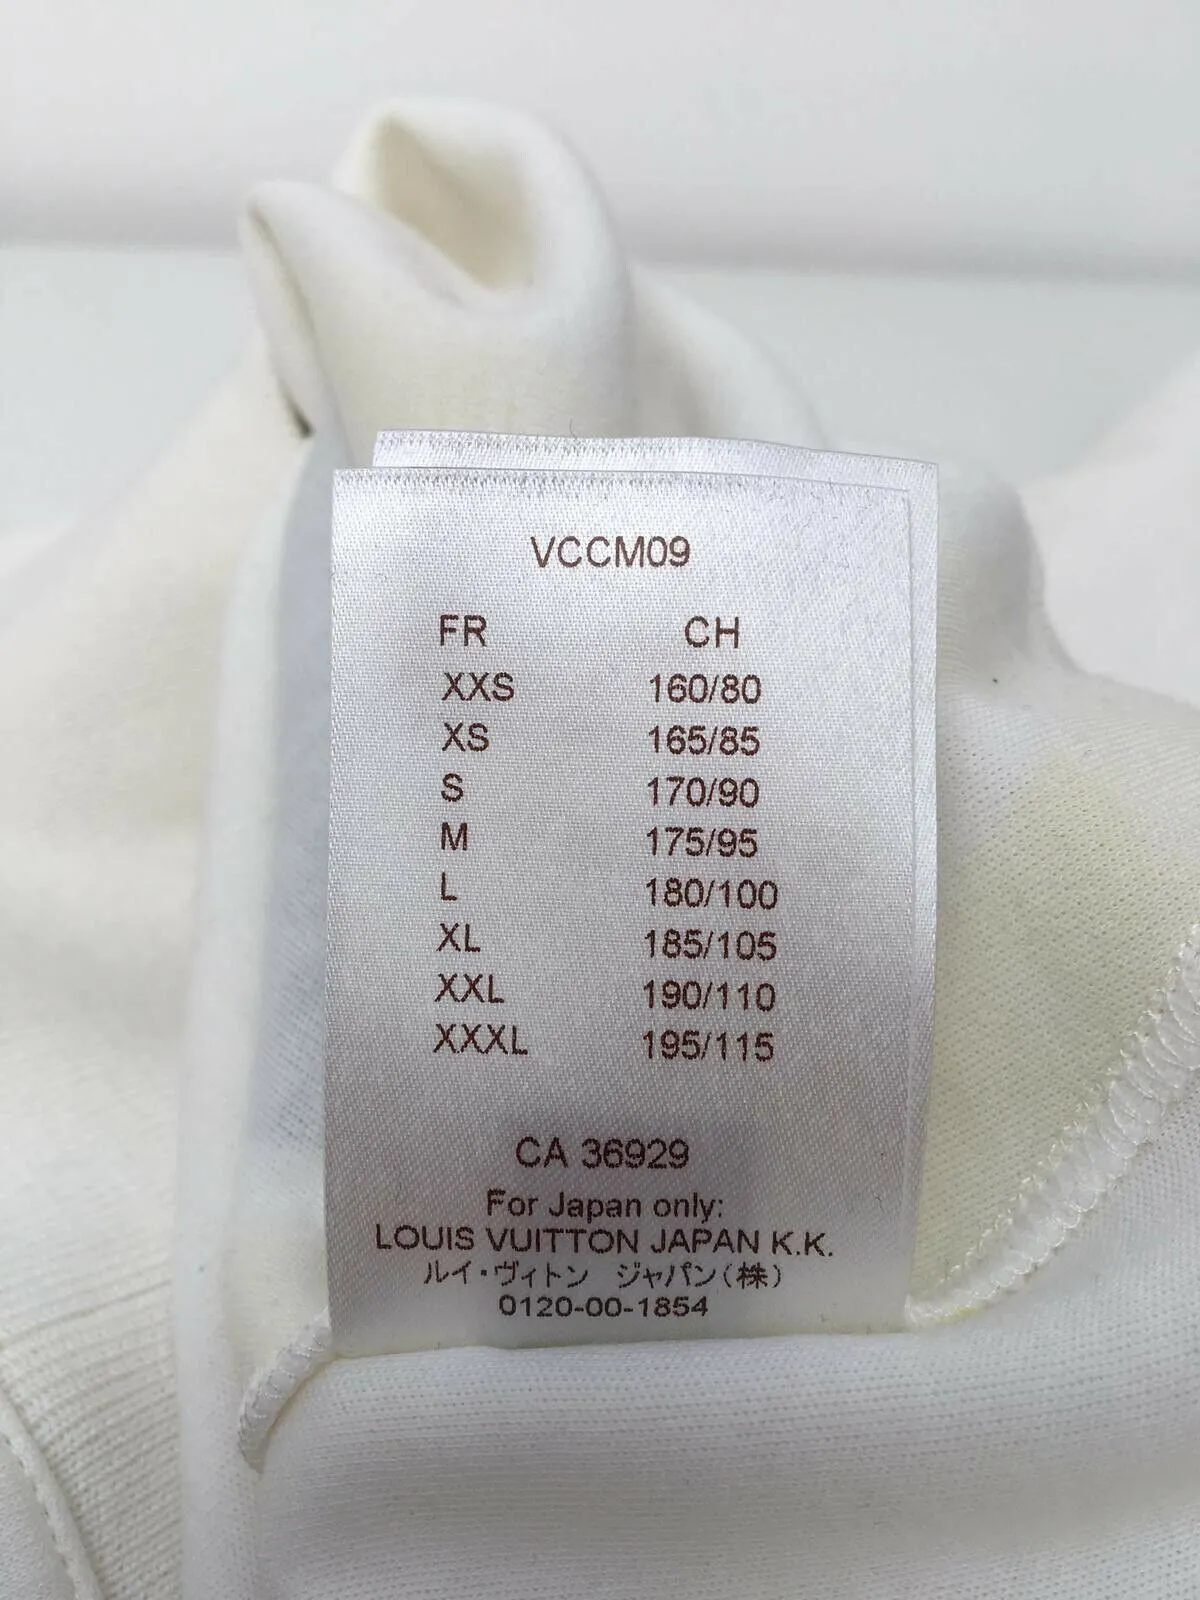 VCCM09
FR CH
XXS 160/80
XS 165/85
S 170/90
M 175/95
L 180/100
XL 185/105
XXL 190/110
XXXL 195/115
CA 36929
For Japan only:
LOUIS VUITTON JAPAN K.K.
ルイ・ヴィトン ジャパン(株)
0120-00-1854